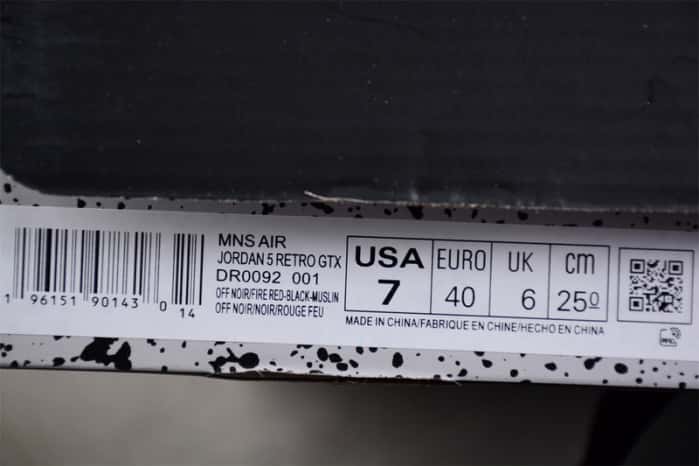 MNS AIR
JORDAN 5 RETRO GTX
DR0092 001
OFF NOIR/FIRE RED-BLACK-MUSLIN
OFF NOIR/NOIR/ROUGE FEU
1 96151 90143 0 14
USA EURO UK cm
7 40 6 25º
MADE IN CHINA/FABRIQUE EN CHINE/HECHO EN CHINA